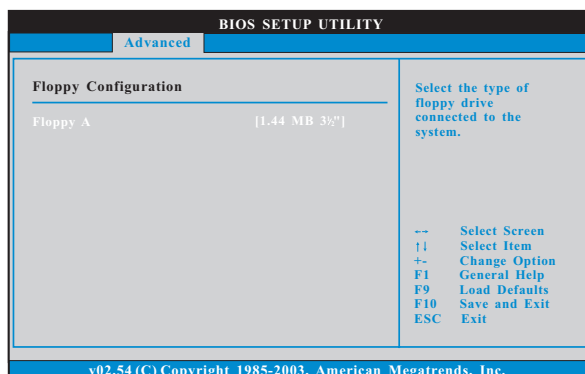 BIOS SETUP UTILITY
Advanced
Floppy Configuration
Floppy A [1.44 MB 3½"]
Select the type of
floppy drive
connected to the
system.
←→ Select Screen
↑↓ Select Item
+- Change Option
F1 General Help
F9 Load Defaults
F10 Save and Exit
ESC Exit
v02.54 (C) Copyright 1985-2003, American Megatrends, Inc.